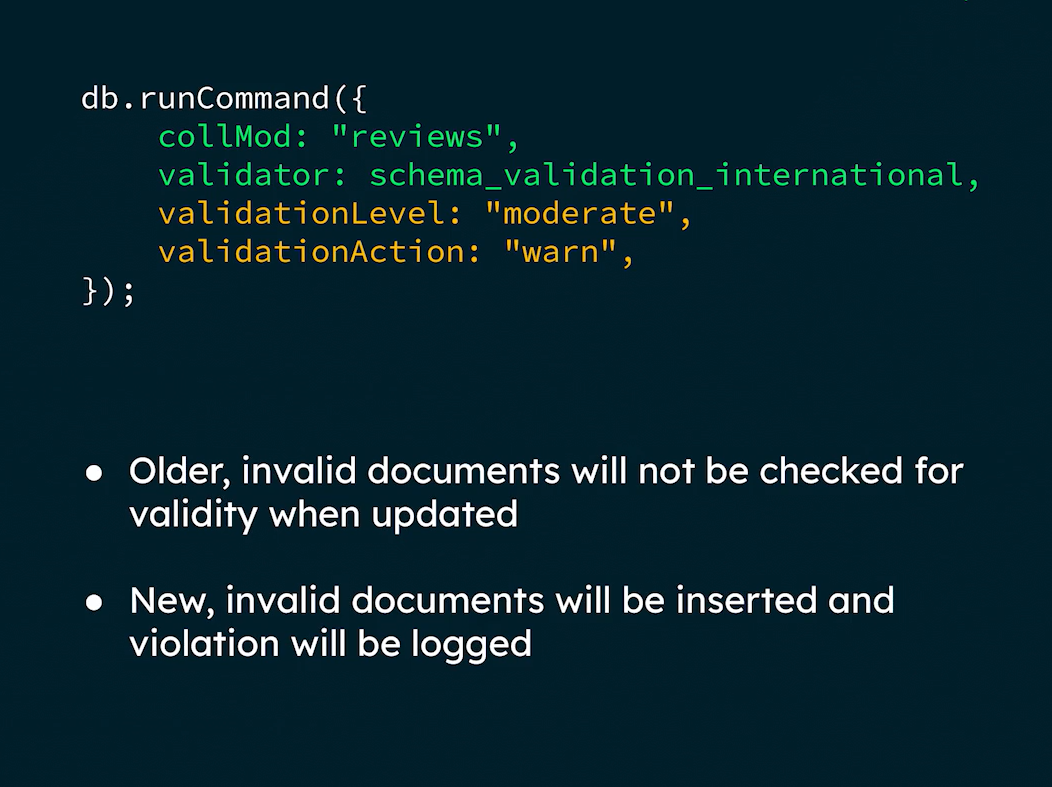 db.runCommand({
    collMod: "reviews",
    validator: schema_validation_international,
    validationLevel: "moderate",
    validationAction: "warn",
});
● Older, invalid documents will not be checked for
validity when updated
● New, invalid documents will be inserted and
violation will be logged